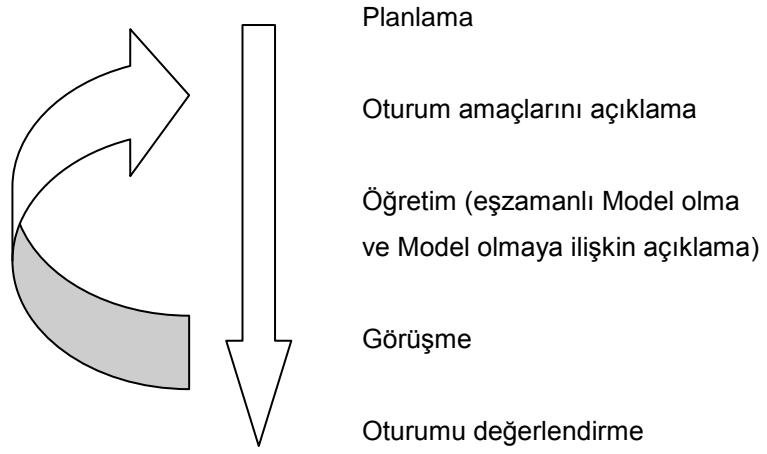 Planlama
Oturum amaçlarını açıklama
Öğretim (eşzamanlı Model olma
ve Model olmaya ilişkin açıklama)
Görüşme
Oturumu değerlendirme